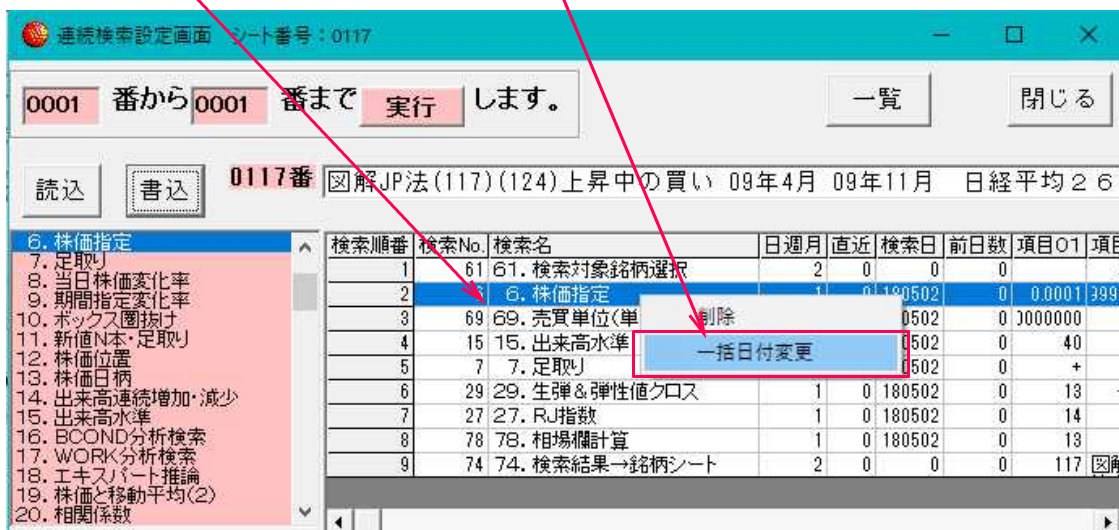 連続検索設定画面 シート番号：0117
0001 番から 0001 番まで 実行 します。 一覧 閉じる
読込 書込 0117番 図解JP法(117)(124)上昇中の買い 09年4月 09年11月 日経平均２６
6. 株価指定
7. 足取り
8. 当日株価変化率
9. 期間指定変化率
10. ボックス圏抜け
11. 新値N本・足取り
12. 株価位置
13. 株価日柄
14. 出来高連続増加・減少
15. 出来高水準
16. BCOND分析検索
17. WORK分析検索
18. エキスパート推論
19. 株価と移動平均(2)
20. 相関係数
検索順番 検索No. 検索名 日週月 直近 検索日 前日数 項目01
1 61 61. 検索対象銘柄選択 2 0 0 0
2 6. 株価指定 1 0 180502 0 0.0001
3 69 69. 売買単位(単 0502 0
4 15 15. 出来高水準 0502 0 40
5 7 7. 足取り 0502 0 +
6 29 29. 生弾&弾性値クロス 1 0 180502 0 13
7 27 27. RJ指数 1 0 180502 0 14
8 78 78. 相場欄計算 1 0 180502 0 13
9 74 74. 検索結果→銘柄シート 2 0 0 0 117
削除
一括日付変更